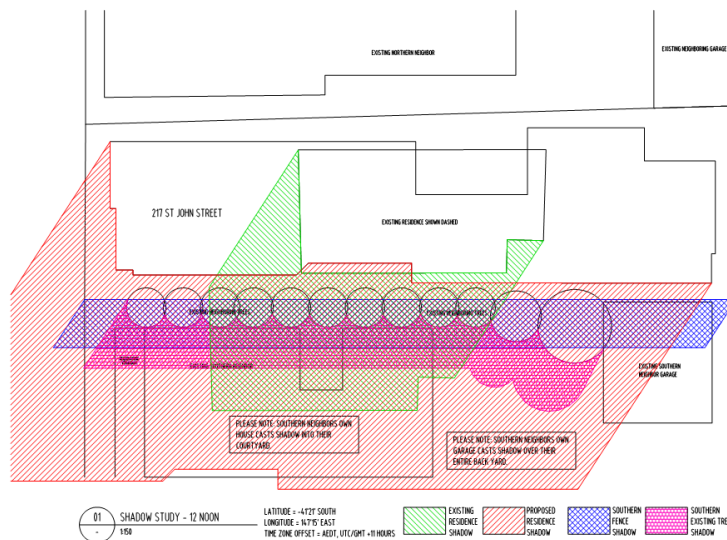 EXISTING NORTHERN NEIGHBOR
EXISTING NEIGHBORING GARAGE
217 ST JOHN STREET
EXISTING RESIDENCE SHOWN DASHED
EXISTING NEIGHBORING TREES
EXISTING NEIGHBORING TREES
EXISTING SOUTHERN NEIGHBOR
EXISTING SOUTHERN
NEIGHBOR GARAGE
PLEASE NOTE: SOUTHERN NEIGHBORS OWN
HOUSE CASTS SHADOW INTO THEIR
COURTYARD.
PLEASE NOTE: SOUTHERN NEIGHBORS OWN
GARAGE CASTS SHADOW OVER THEIR
ENTIRE BACK YARD.
01
-
SHADOW STUDY - 12 NOON
1:150
LATITUDE = -41°21' SOUTH
LONGITUDE = 147°15' EAST
TIME ZONE OFFSET = AEDT, UTC/GMT +11 HOURS
EXISTING
RESIDENCE
SHADOW
PROPOSED
RESIDENCE
SHADOW
SOUTHERN
FENCE
SHADOW
SOUTHERN
EXISTING TRE
SHADOW